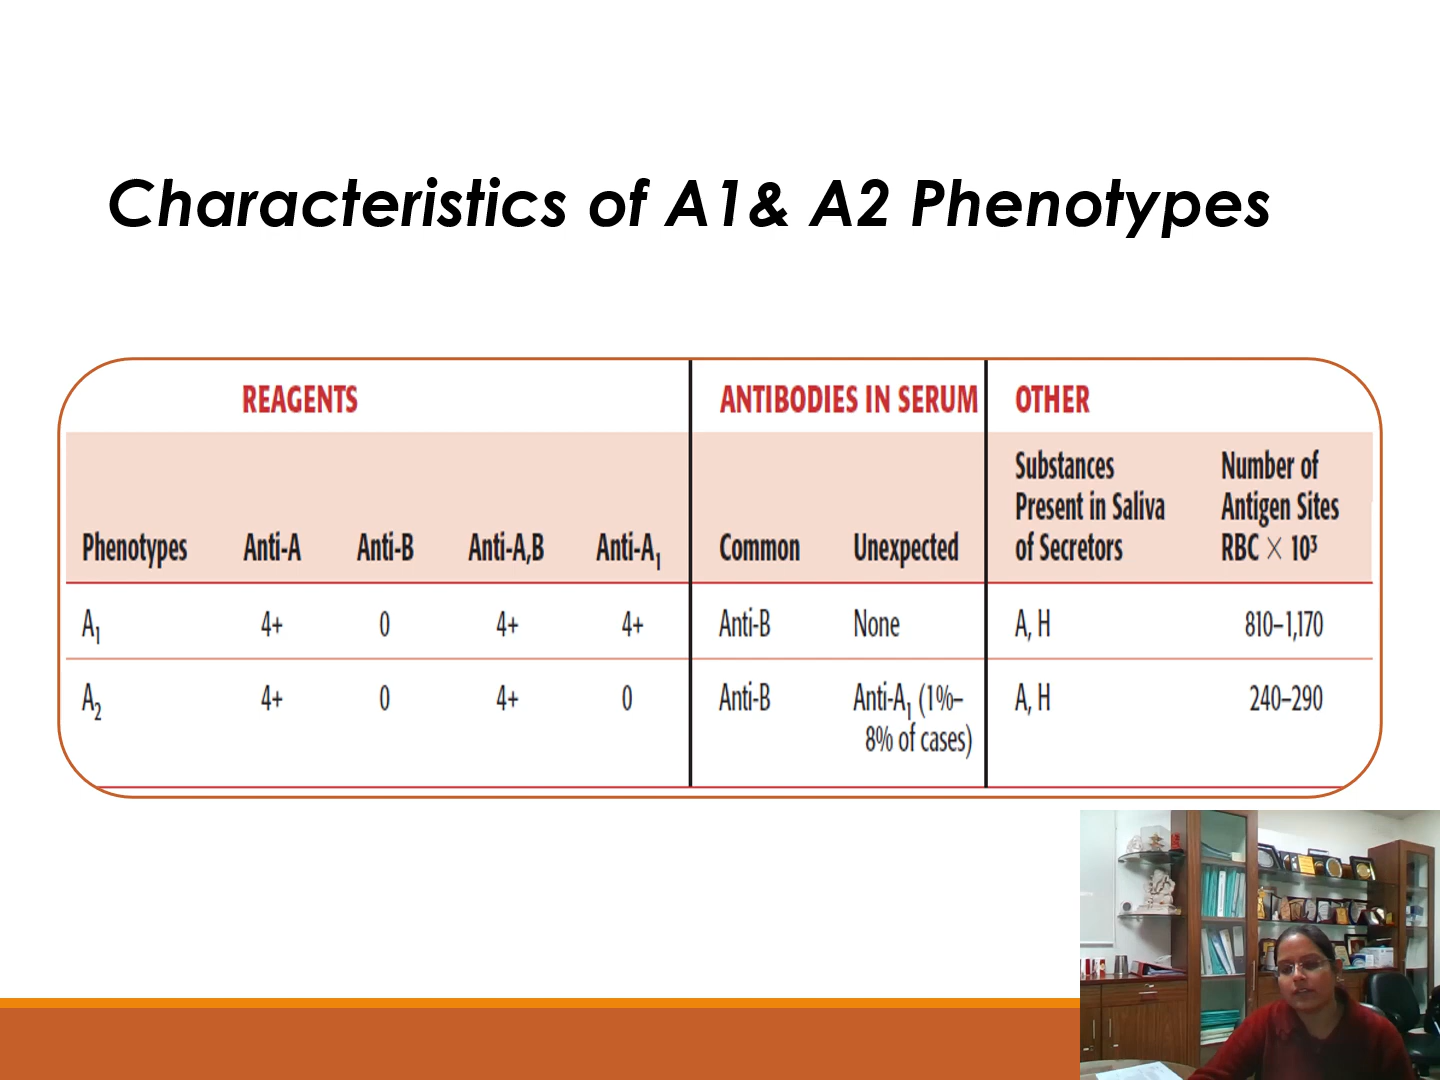 Characteristics of A1& A2 Phenotypes
REAGENTS ANTIBODIES IN SERUM OTHER
Phenotypes Anti-A Anti-B Anti-A,B Anti-A₁ Common Unexpected Substances Present in Saliva of Secretors Number of Antigen Sites RBC × 10³
A₁ 4+ 0 4+ 4+ Anti-B None A, H 810–1,170
A₂ 4+ 0 4+ 0 Anti-B Anti-A₁ (1%–8% of cases) A, H 240–290